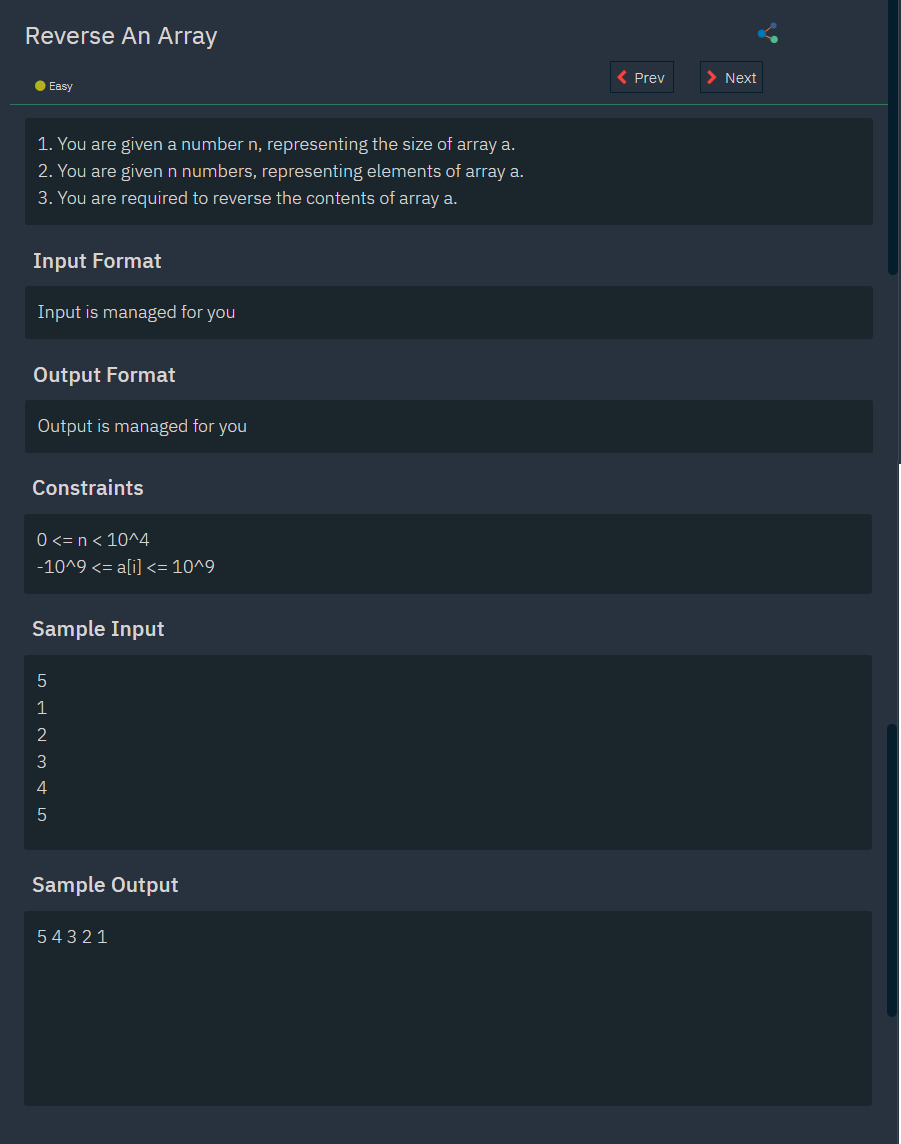 Reverse An Array
Easy
Prev
Next
1. You are given a number n, representing the size of array a.
2. You are given n numbers, representing elements of array a.
3. You are required to reverse the contents of array a.
Input Format
Input is managed for you
Output Format
Output is managed for you
Constraints
0 <= n < 10^4
-10^9 <= a[i] <= 10^9
Sample Input
5
1
2
3
4
5
Sample Output
5 4 3 2 1